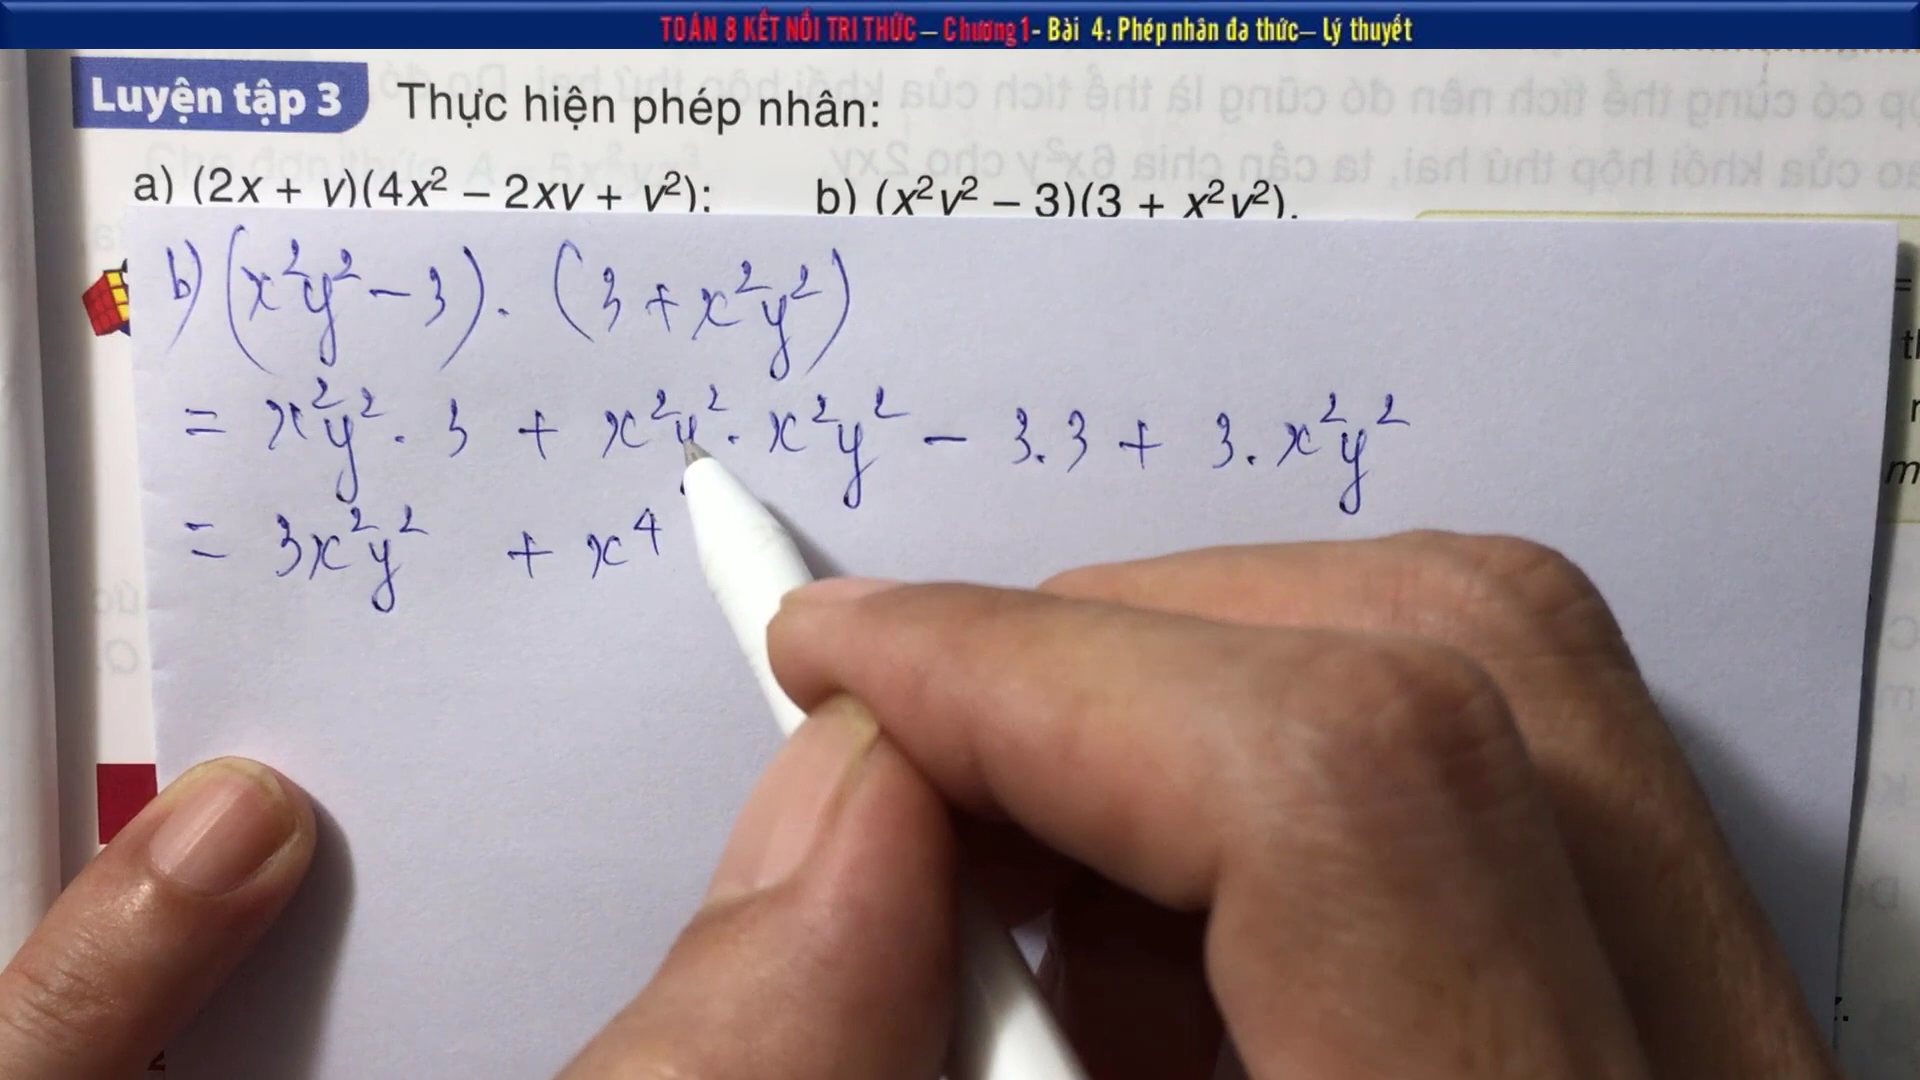 TOÁN 8 KẾT NỐI TRI THỨC – Chương 1 - Bài 4: Phép nhân đa thức – Lý thuyết
Luyện tập 3 Thực hiện phép nhân:
a) (2x + y)(4x² – 2xy + y²); b) (x²y² – 3)(3 + x²y²).
b) (x²y² - 3) . (3 + x²y²)
= x²y² . 3 + x²y² . x²y² - 3.3 + 3. x²y²
= 3x²y² + x⁴